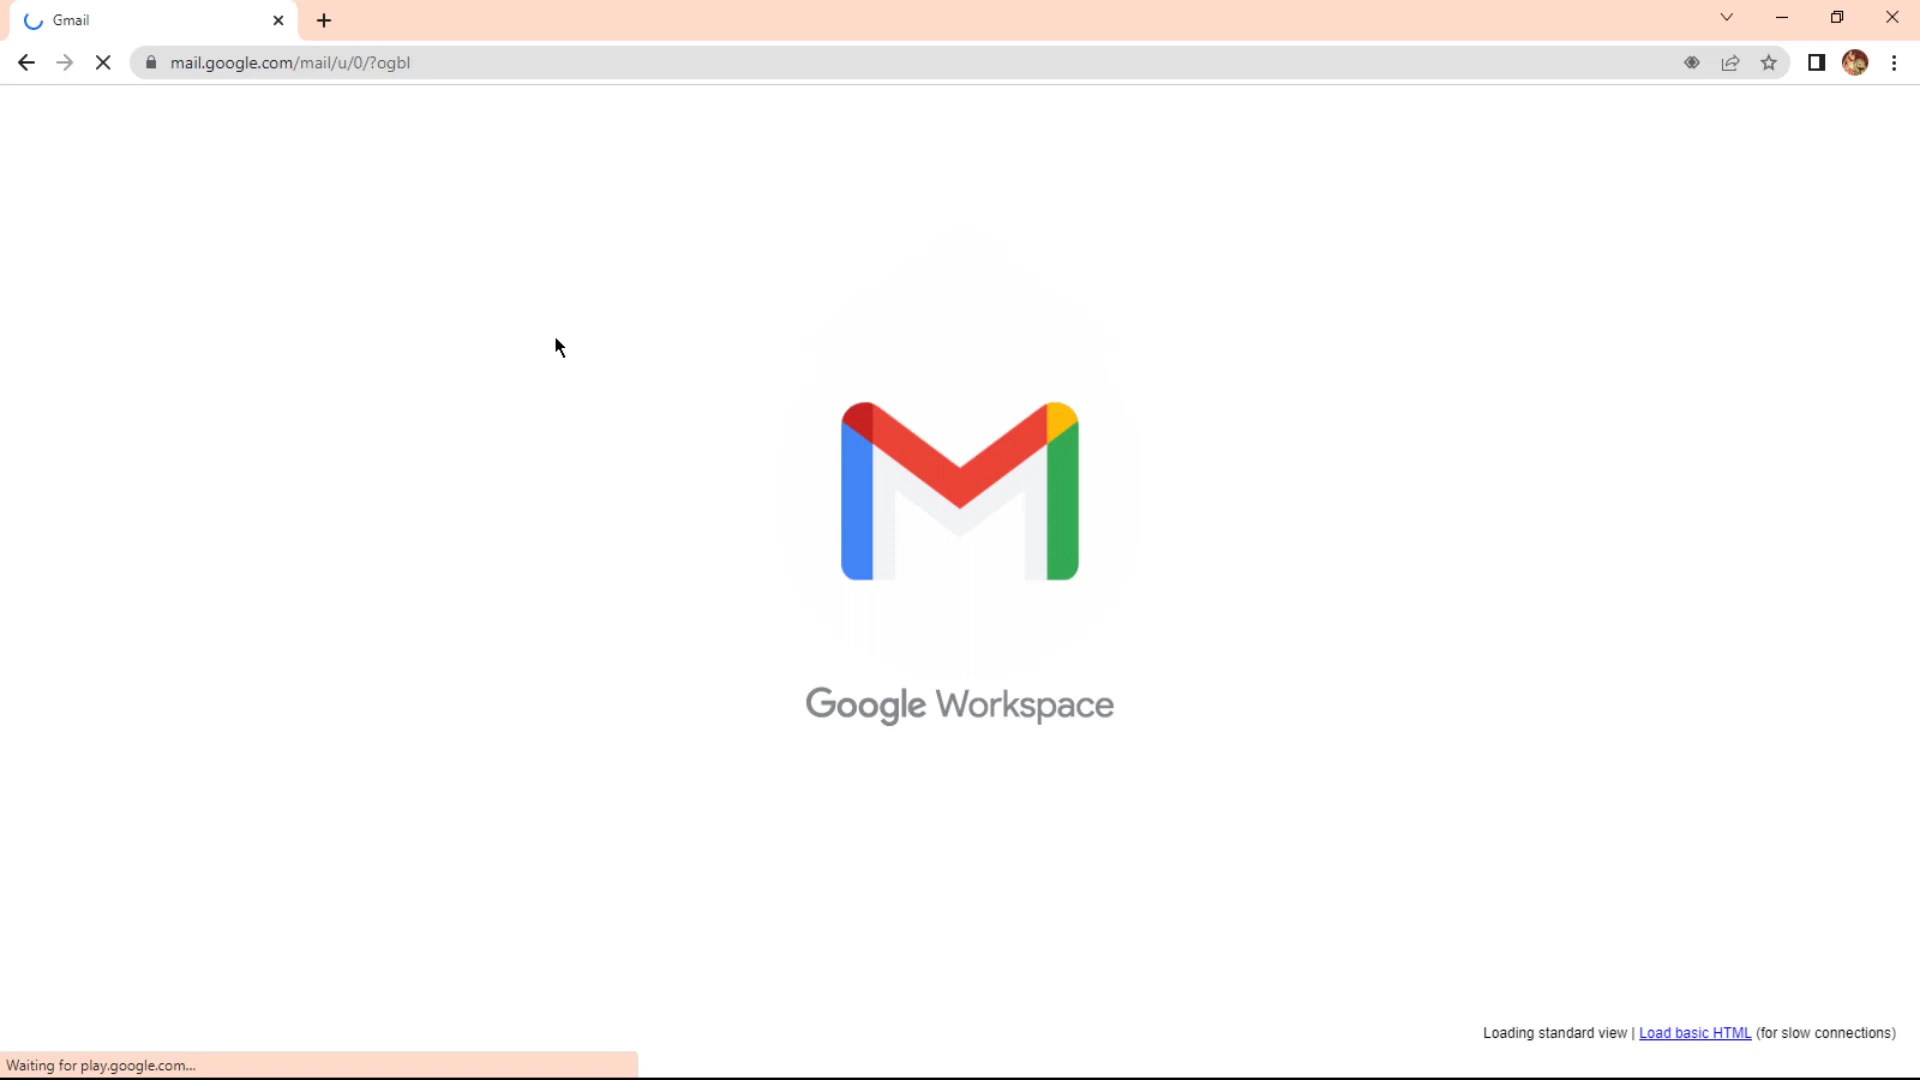 Gmail
mail.google.com/mail/u/0/?ogbl
Google Workspace
Loading standard view | Load basic HTML (for slow connections)
Waiting for play.google.com...